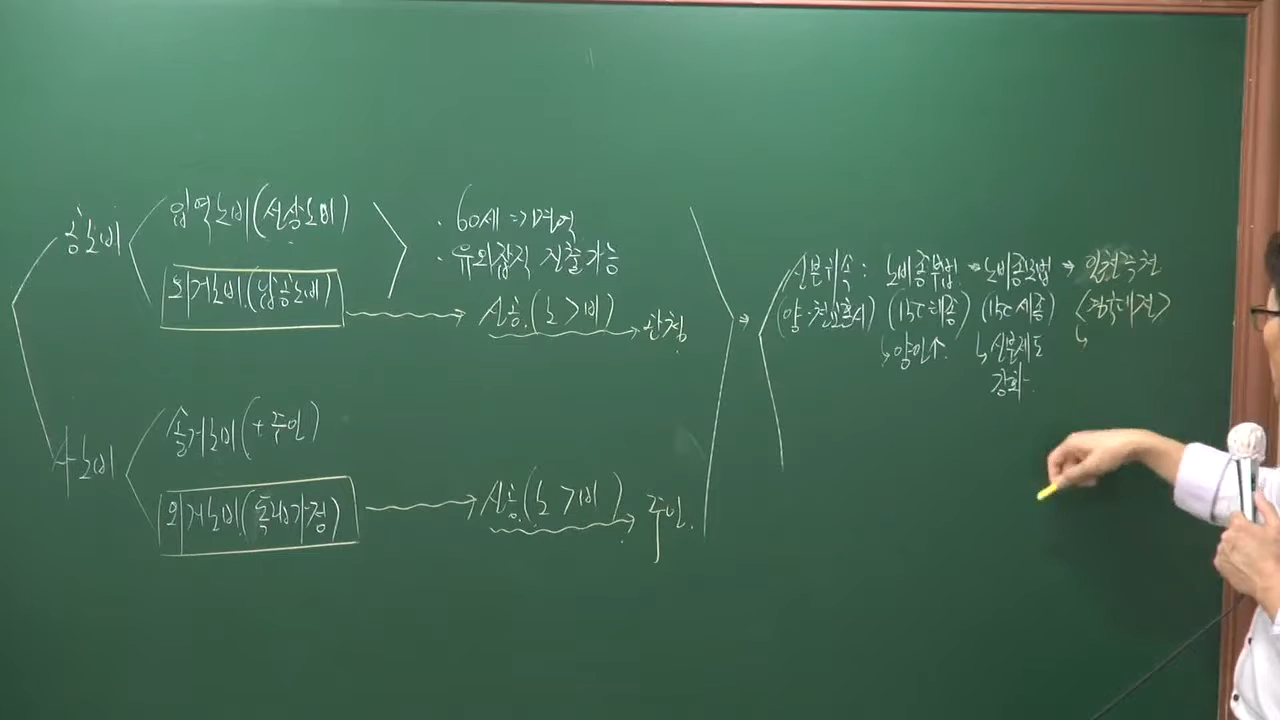 공노비
입역노비(선상노비)
외거노비(납공노비)
· 60세 => 면역
· 유외잡직 진출가능
신공(노 > 비) → 관청
사노비
솔거노비(+ 주인)
외거노비(독립가정)
신공(노 > 비) → 주인
신분귀속 : 노비종부법 → 노비종모법 → 일천즉천
(양·천교혼시) (15C 태종) (15C 세종) <경국대전>
↳ 양인↑ ↳ 신분제도
강화